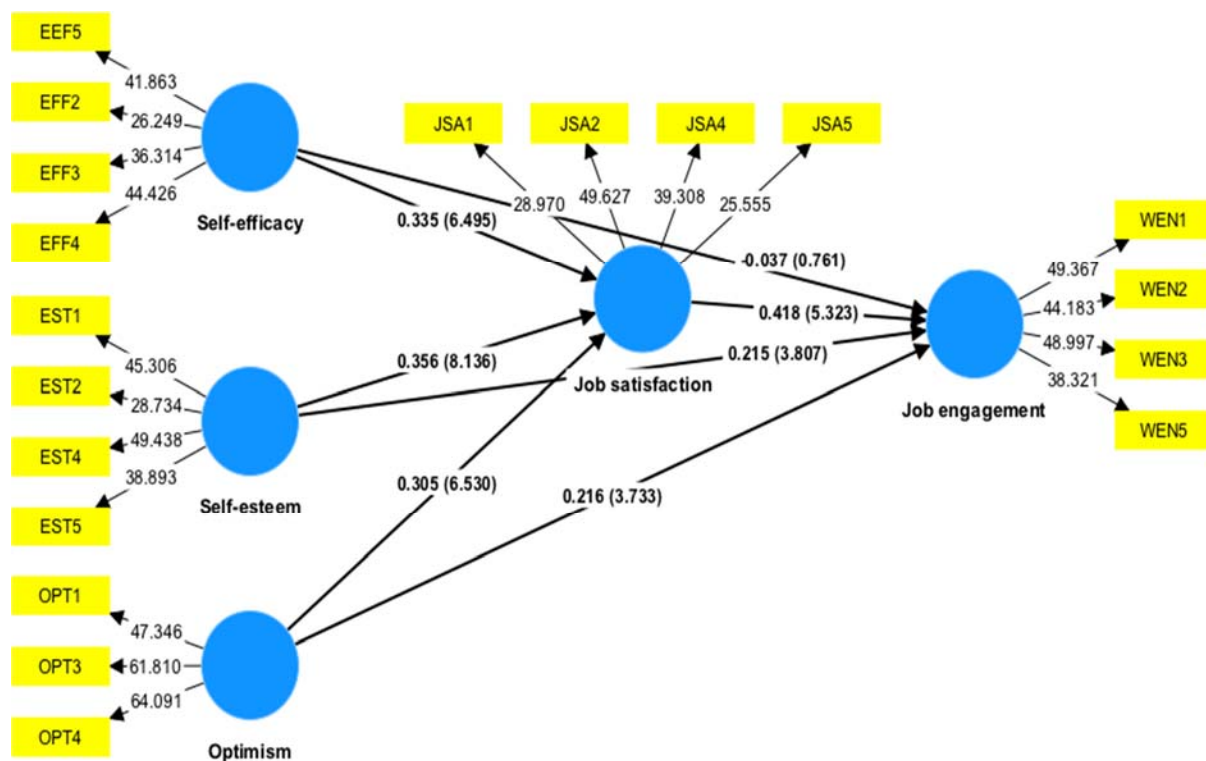 EEF5
41.863
EFF2
26.249
EFF3
36.314
EFF4
44.426
Self-efficacy
JSA1
JSA2
JSA4
JSA5
28.970
49.627
39.308
25.555
0.335 (6.495)
-0.037 (0.761)
0.418 (5.323)
0.215 (3.807)
Job satisfaction
WEN1
49.367
WEN2
44.183
WEN3
48.997
38.321
WEN5
Job engagement
EST1
45.306
EST2
28.734
EST4
49.438
38.893
EST5
Self-esteem
0.356 (8.136)
0.305 (6.530)
0.216 (3.733)
OPT1
47.346
OPT3
61.810
64.091
OPT4
Optimism